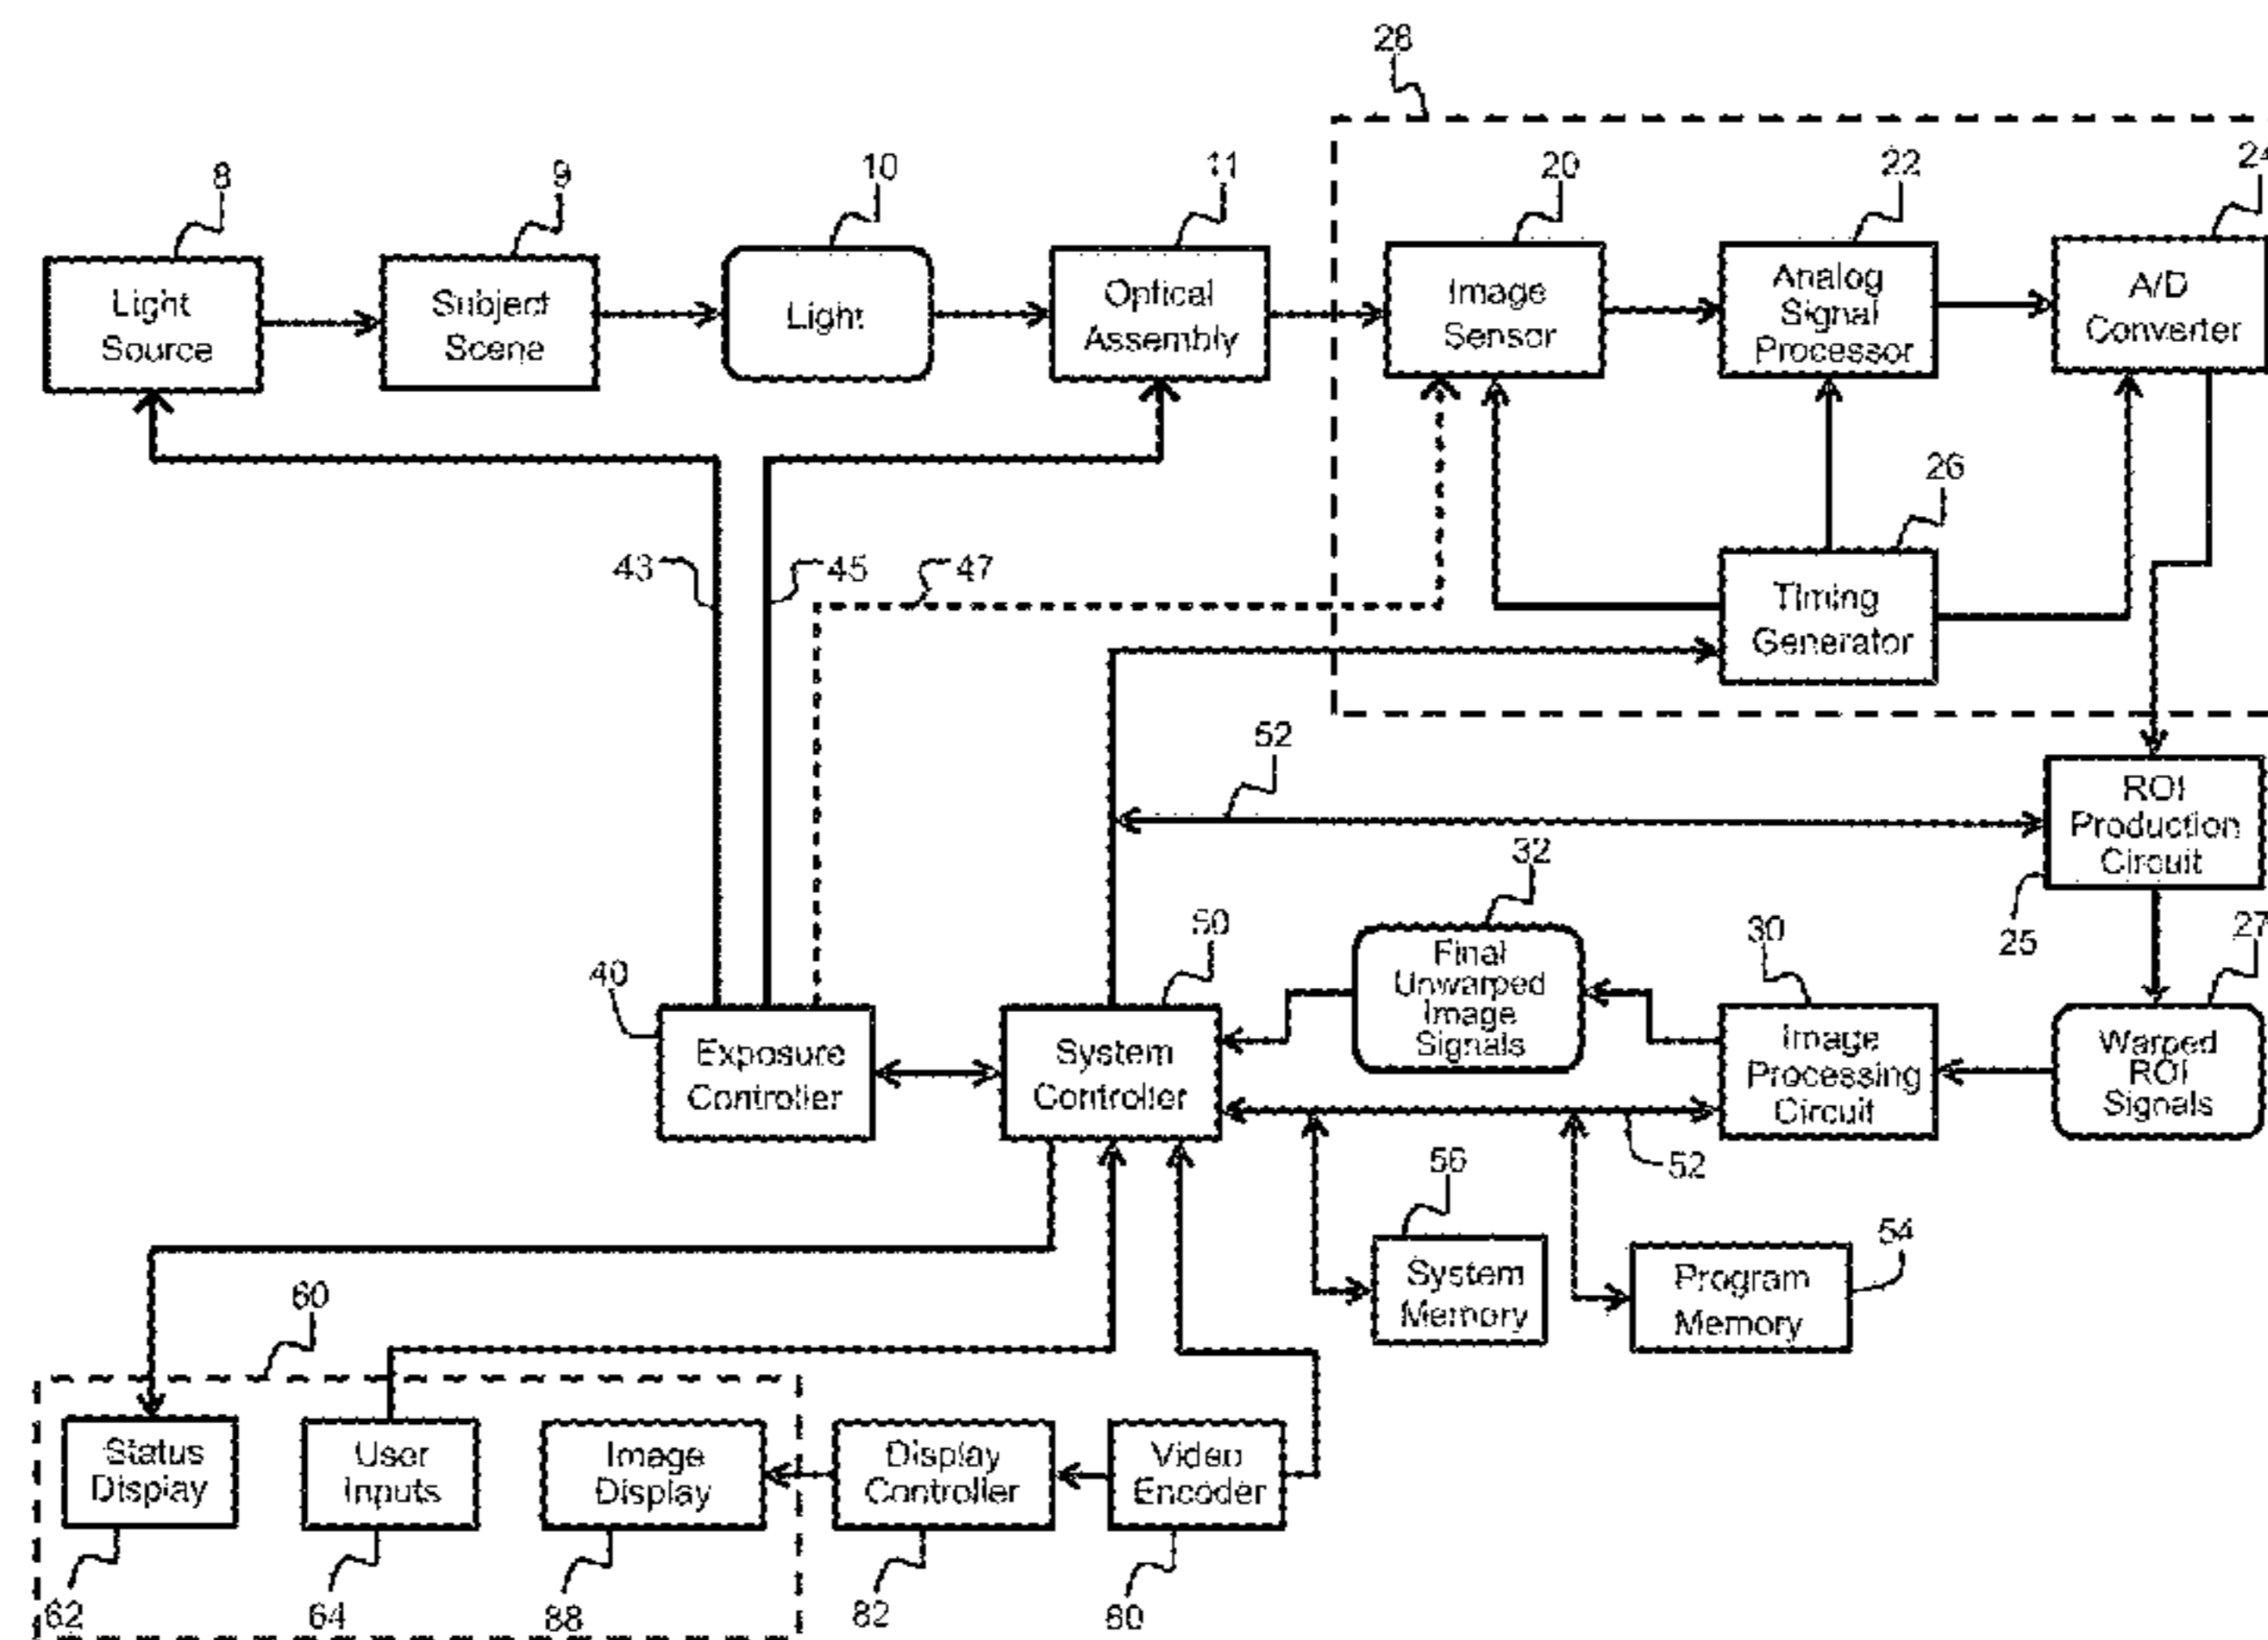 28
8
9
10
11
20
22
24
Light
Source
Subject
Scene
Light
Optical
Assembly
Image
Sensor
Analog
Signal
Processor
A/D
Converter
26
43
45
47
Timing
Generator
52
ROI
Production
Circuit
32
25
27
40
50
30
Final
Unwarped
Image
Signals
Exposure
Controller
System
Controller
Image
Processing
Circuit
Warped
ROI
Signals
52
56
54
System
Memory
Program
Memory
60
Status
Display
User
Inputs
Image
Display
Display
Controller
Video
Encoder
62
64
88
82
80